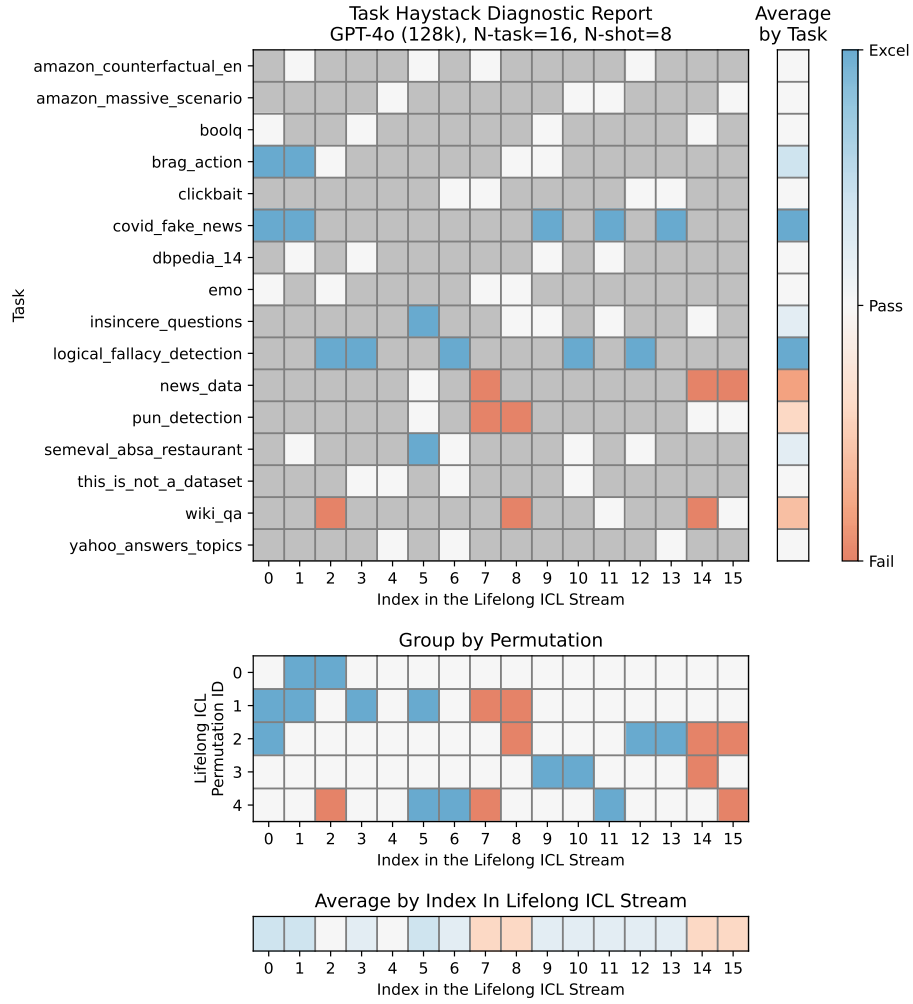 Task Haystack Diagnostic Report
GPT-4o (128k), N-task=16, N-shot=8
Average
by Task
Task
amazon_counterfactual_en
amazon_massive_scenario
boolq
brag_action
clickbait
covid_fake_news
dbpedia_14
emo
insincere_questions
logical_fallacy_detection
news_data
pun_detection
semeval_absa_restaurant
this_is_not_a_dataset
wiki_qa
yahoo_answers_topics
0 1 2 3 4 5 6 7 8 9 10 11 12 13 14 15
Index in the Lifelong ICL Stream
Excel
Pass
Fail
Group by Permutation
Lifelong ICL
Permutation ID
0
1
2
3
4
0 1 2 3 4 5 6 7 8 9 10 11 12 13 14 15
Index in the Lifelong ICL Stream
Average by Index In Lifelong ICL Stream
0 1 2 3 4 5 6 7 8 9 10 11 12 13 14 15
Index in the Lifelong ICL Stream